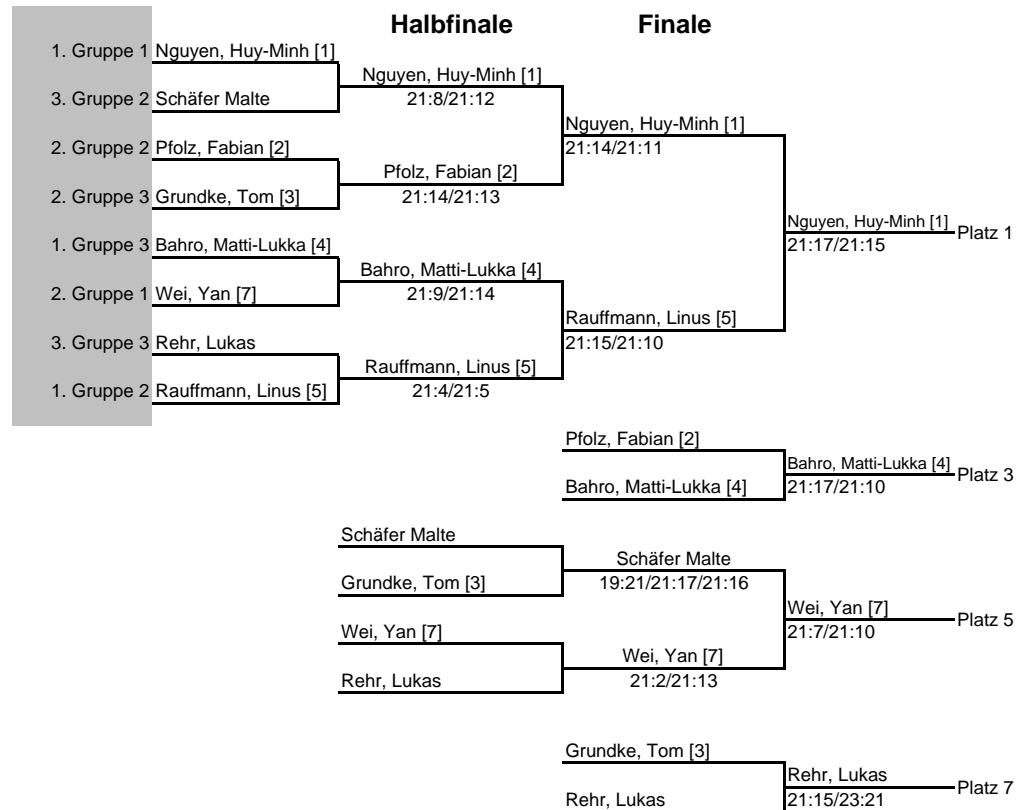 Halbfinale Finale
1. Gruppe 1 Nguyen, Huy-Minh [1]
Nguyen, Huy-Minh [1]
3. Gruppe 2 Schäfer Malte
21:8/21:12
Nguyen, Huy-Minh [1]
2. Gruppe 2 Pfolz, Fabian [2]
21:14/21:11
Pfolz, Fabian [2]
2. Gruppe 3 Grundke, Tom [3]
21:14/21:13
Nguyen, Huy-Minh [1] Platz 1
21:17/21:15
1. Gruppe 3 Bahro, Matti-Lukka [4]
Bahro, Matti-Lukka [4]
2. Gruppe 1 Wei, Yan [7]
21:9/21:14
Rauffmann, Linus [5]
3. Gruppe 3 Rehr, Lukas
21:15/21:10
Rauffmann, Linus [5]
1. Gruppe 2 Rauffmann, Linus [5]
21:4/21:5
Pfolz, Fabian [2]
Bahro, Matti-Lukka [4] Platz 3
Bahro, Matti-Lukka [4]
21:17/21:10
Schäfer Malte
Schäfer Malte
Grundke, Tom [3]
19:21/21:17/21:16
Wei, Yan [7] Platz 5
21:7/21:10
Wei, Yan [7]
Wei, Yan [7]
Rehr, Lukas
21:2/21:13
Grundke, Tom [3]
Rehr, Lukas Platz 7
Rehr, Lukas
21:15/23:21